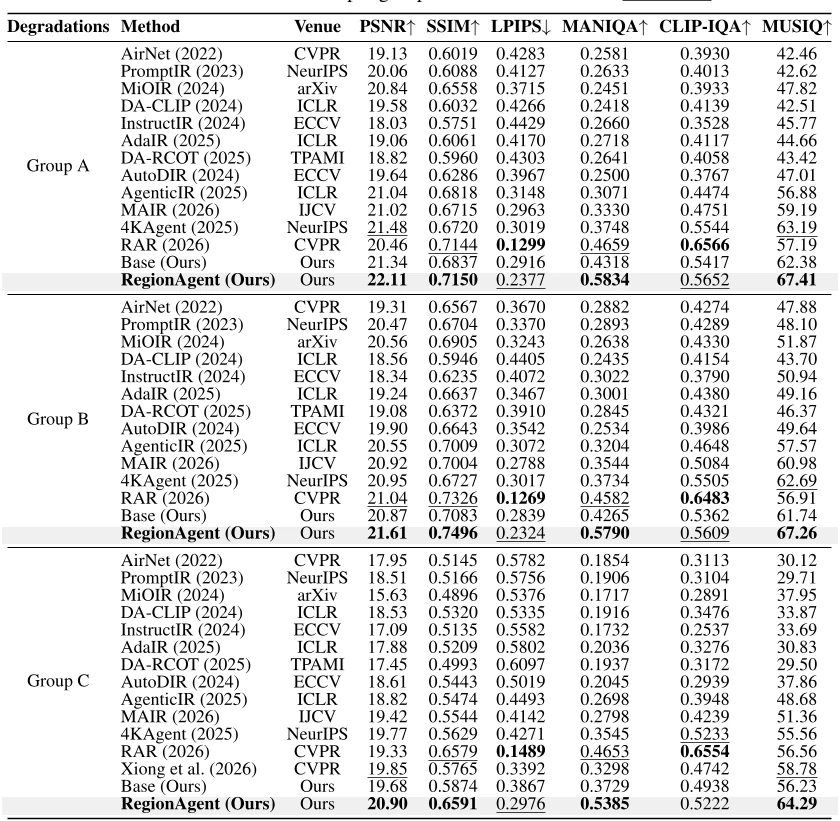 Degradations Method Venue PSNR↑ SSIM↑ LPIPS↓ MANIQA↑ CLIP-IQA↑ MUSIQ↑
AirNet (2022) CVPR 19.13 0.6019 0.4283 0.2581 0.3930 42.46
PromptIR (2023) NeurIPS 20.06 0.6088 0.4127 0.2633 0.4013 42.62
MiOIR (2024) arXiv 20.84 0.6558 0.3715 0.2451 0.3933 47.82
DA-CLIP (2024) ICLR 19.58 0.6032 0.4266 0.2418 0.4139 42.51
InstructIR (2024) ECCV 18.03 0.5751 0.4429 0.2660 0.3528 45.77
AdaIR (2025) ICLR 19.06 0.6061 0.4170 0.2718 0.4117 44.66
DA-RCOT (2025) TPAMI 18.82 0.5960 0.4303 0.2641 0.4058 43.42
Group A
AutoDIR (2024) ECCV 19.64 0.6286 0.3967 0.2500 0.3767 47.01
AgenticIR (2025) ICLR 21.04 0.6818 0.3148 0.3071 0.4474 56.88
MAIR (2026) IJCV 21.02 0.6715 0.2963 0.3330 0.4751 59.19
4KAgent (2025) NeurIPS 21.48 0.6720 0.3019 0.3748 0.5544 63.19
RAR (2026) CVPR 20.46 0.7144 0.1299 0.4659 0.6566 57.19
Base (Ours) Ours 21.34 0.6837 0.2916 0.4318 0.5417 62.38
RegionAgent (Ours) Ours 22.11 0.7150 0.2377 0.5834 0.5652 67.41
AirNet (2022) CVPR 19.31 0.6567 0.3670 0.2882 0.4274 47.88
PromptIR (2023) NeurIPS 20.47 0.6704 0.3370 0.2893 0.4289 48.10
MiOIR (2024) arXiv 20.56 0.6905 0.3243 0.2638 0.4330 51.87
DA-CLIP (2024) ICLR 18.56 0.5946 0.4405 0.2435 0.4154 43.70
InstructIR (2024) ECCV 18.34 0.6235 0.4072 0.3022 0.3790 50.94
AdaIR (2025) ICLR 19.24 0.6637 0.3467 0.3001 0.4380 49.16
DA-RCOT (2025) TPAMI 19.08 0.6372 0.3910 0.2845 0.4321 46.37
Group B
AutoDIR (2024) ECCV 19.90 0.6643 0.3542 0.2534 0.3986 49.64
AgenticIR (2025) ICLR 20.55 0.7009 0.3072 0.3204 0.4648 57.57
MAIR (2026) IJCV 20.92 0.7004 0.2788 0.3544 0.5084 60.98
4KAgent (2025) NeurIPS 20.95 0.6727 0.3017 0.3734 0.5505 62.69
RAR (2026) CVPR 21.04 0.7326 0.1269 0.4582 0.6483 56.91
Base (Ours) Ours 20.87 0.7083 0.2839 0.4265 0.5362 61.74
RegionAgent (Ours) Ours 21.61 0.7496 0.2324 0.5790 0.5609 67.26
AirNet (2022) CVPR 17.95 0.5145 0.5782 0.1854 0.3113 30.12
PromptIR (2023) NeurIPS 18.51 0.5166 0.5756 0.1906 0.3104 29.71
MiOIR (2024) arXiv 15.63 0.4896 0.5376 0.1717 0.2891 37.95
DA-CLIP (2024) ICLR 18.53 0.5320 0.5335 0.1916 0.3476 33.87
InstructIR (2024) ECCV 17.09 0.5135 0.5582 0.1732 0.2537 33.69
AdaIR (2025) ICLR 17.88 0.5209 0.5802 0.2036 0.3276 30.83
DA-RCOT (2025) TPAMI 17.45 0.4993 0.6097 0.1937 0.3172 29.50
Group C
AutoDIR (2024) ECCV 18.61 0.5443 0.5019 0.2045 0.2939 37.86
AgenticIR (2025) ICLR 18.82 0.5474 0.4493 0.2698 0.3948 48.68
MAIR (2026) IJCV 19.42 0.5544 0.4142 0.2798 0.4239 51.36
4KAgent (2025) NeurIPS 19.77 0.5629 0.4271 0.3545 0.5233 55.56
RAR (2026) CVPR 19.33 0.6579 0.1489 0.4653 0.6554 56.56
Xiong et al. (2026) CVPR 19.85 0.5765 0.3392 0.3298 0.4742 58.78
Base (Ours) Ours 19.68 0.5874 0.3867 0.3729 0.4938 56.23
RegionAgent (Ours) Ours 20.90 0.6591 0.2976 0.5385 0.5222 64.29